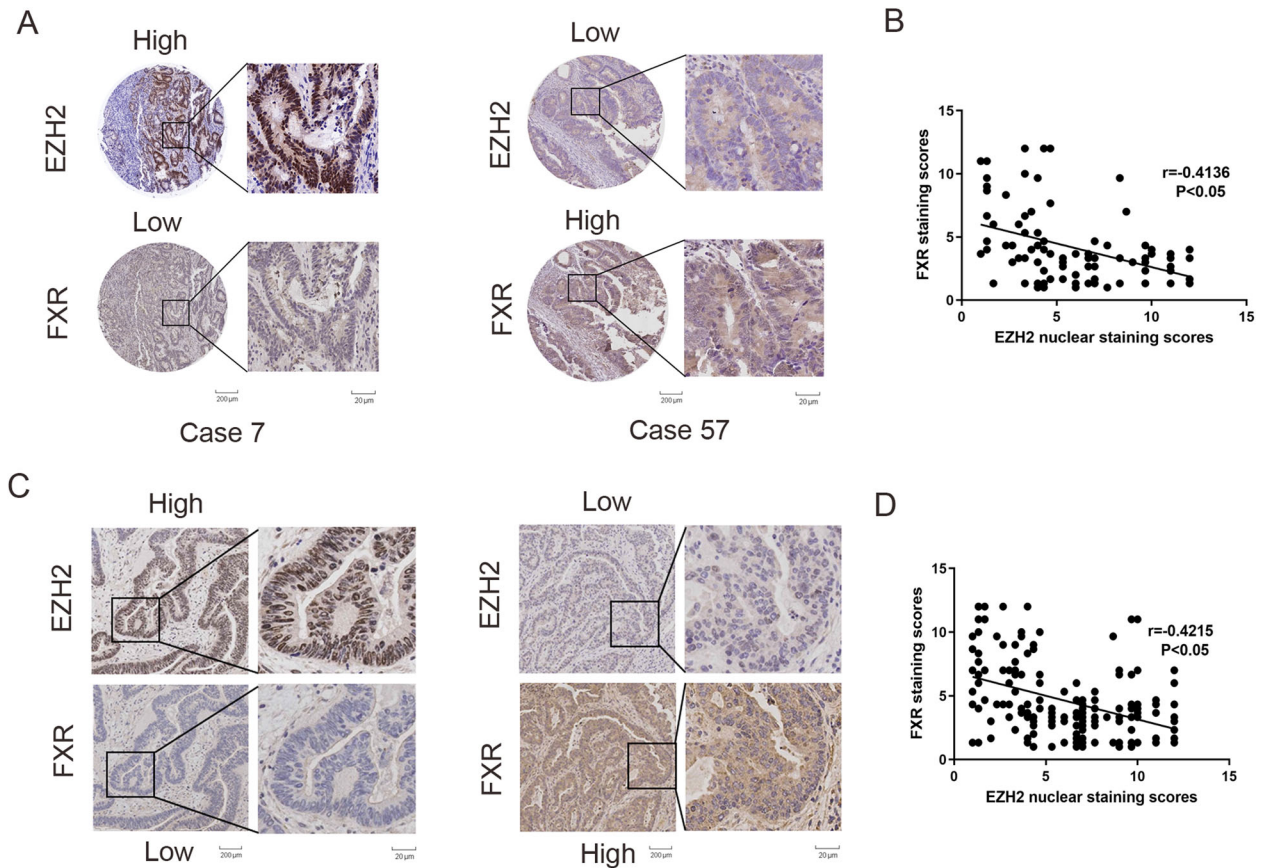 A
High
Low
EZH2
EZH2
Low
High
FXR
FXR
200 μm
20 μm
200 μm
20 μm
Case 7
Case 57
B
15
10
5
0
FXR staining scores
r=-0.4136
P<0.05
0
5
10
15
EZH2 nuclear staining scores
C
High
Low
EZH2
EZH2
FXR
FXR
Low
200 μm
20 μm
High
200 μm
20 μm
D
15
10
5
0
FXR staining scores
r=-0.4215
P<0.05
0
5
10
15
EZH2 nuclear staining scores